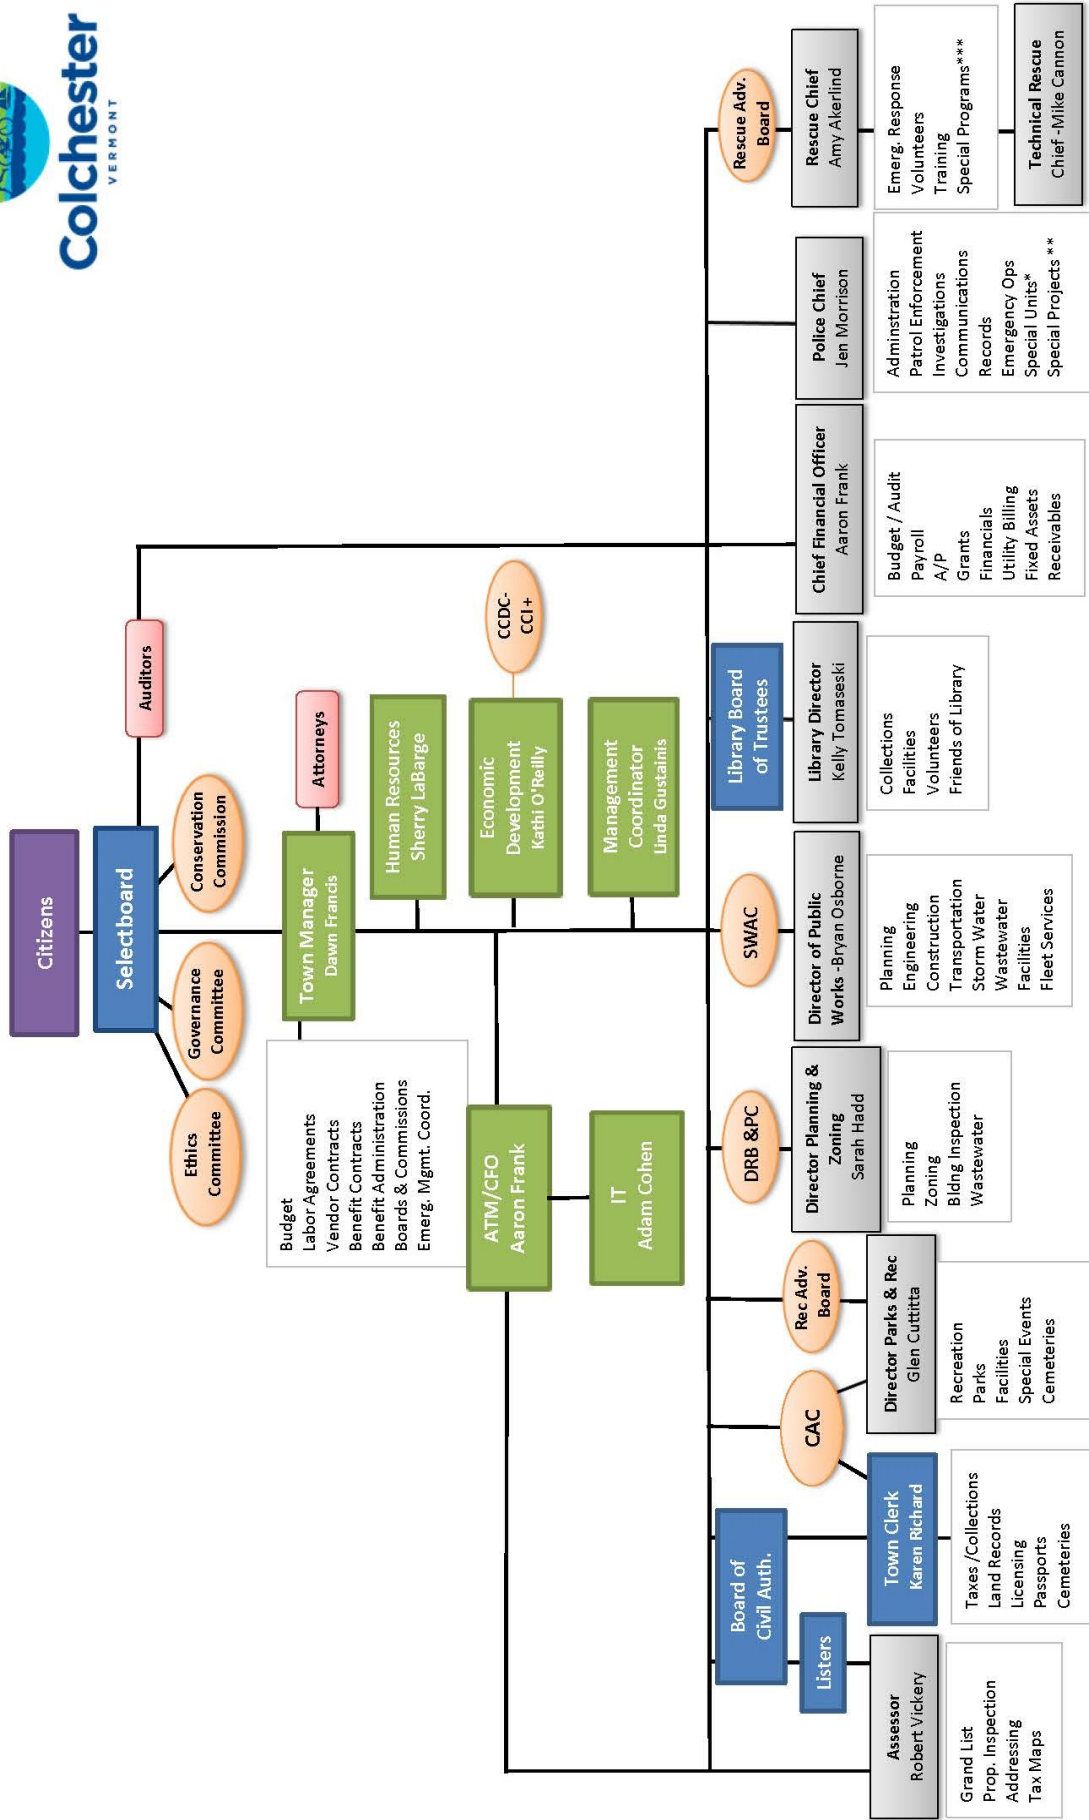 Colchester
VERMONT
Citizens
Selectboard
Auditors
Ethics
Committee
Governance
Committee
Conservation
Commission
Town Manager
Dawn Francis
Attorneys
Budget
Labor Agreements
Vendor Contracts
Benefit Contracts
Benefit Administration
Boards & Commissions
Emerg. Mgmt. Coord.
Human Resources
Sherry LaBarge
ATM/CFO
Aaron Frank
Economic
Development
Kathi O'Reilly
CCDC-
CCI +
IT
Adam Cohen
Management
Coordinator
Linda Gustainis
Board of
Civil Auth.
Listers
Assessor
Robert Vickery
Grand List
Prop. Inspection
Addressing
Tax Maps
CAC
Town Clerk
Karen Richard
Taxes /Collections
Land Records
Licensing
Passports
Cemeteries
Rec Adv.
Board
Director Parks & Rec
Glen Cuttitta
Recreation
Parks
Facilities
Special Events
Cemeteries
DRB &PC
Director Planning &
Zoning
Sarah Hadd
Planning
Zoning
Bldng Inspection
Wastewater
SWAC
Director of Public
Works -Bryan Osborne
Planning
Engineering
Construction
Transportation
Storm Water
Wastewater
Facilities
Fleet Services
Library Board
of Trustees
Library Director
Kelly Tomaseski
Collections
Facilities
Volunteers
Friends of Library
Chief Financial Officer
Aaron Frank
Budget / Audit
Payroll
A/P
Grants
Financials
Utility Billing
Fixed Assets
Receivables
Police Chief
Jen Morrison
Adminstration
Patrol Enforcement
Investigations
Communications
Records
Emergency Ops
Special Units*
Special Projects **
Rescue Adv.
Board
Rescue Chief
Amy Akerlind
Emerg. Response
Volunteers
Training
Special Programs***
Technical Rescue
Chief -Mike Cannon